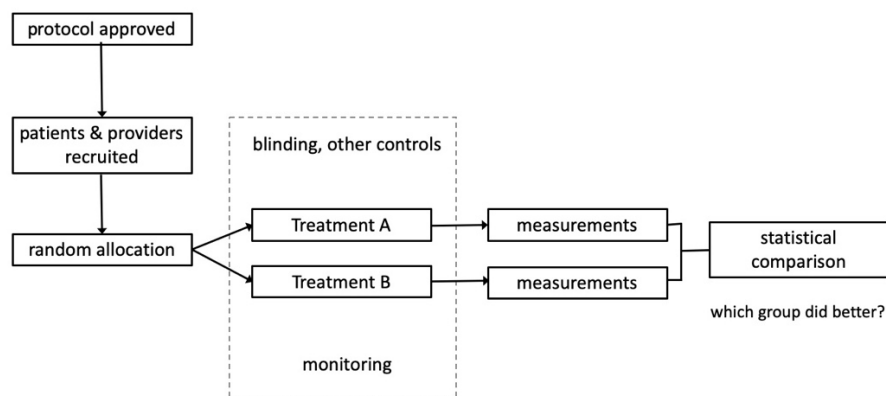 protocol approved
patients & providers
recruited
random allocation
blinding, other controls
Treatment A
Treatment B
monitoring
measurements
measurements
statistical
comparison
which group did better?